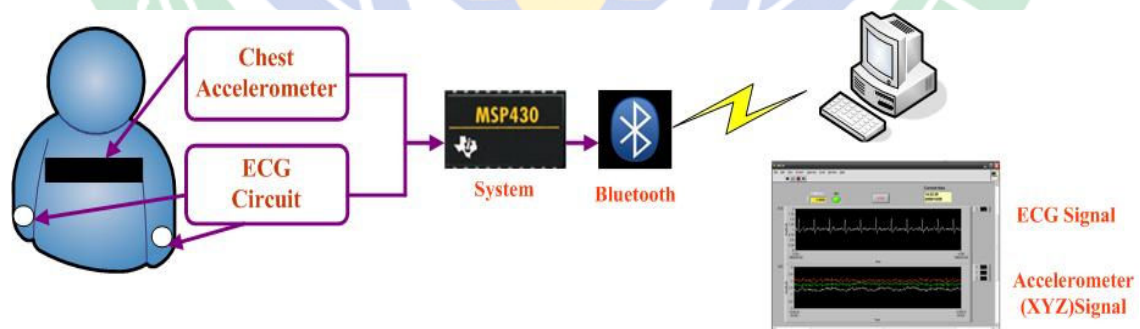 Chest
Accelerometer
ECG
Circuit
MSP430
System
Bluetooth
ECG Signal
Accelerometer
(XYZ)Signal